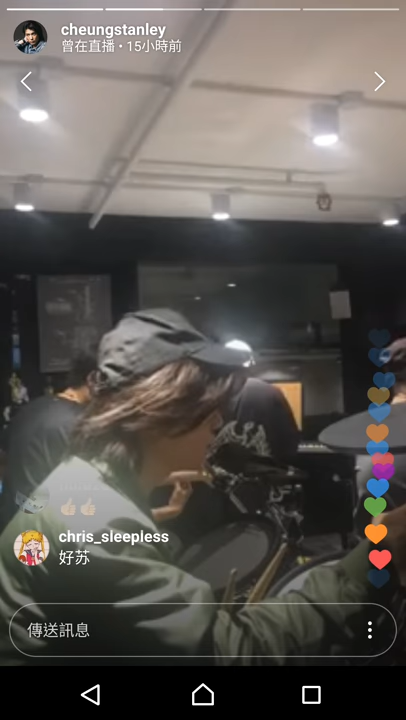 cheungstanley
曾在直播 • 15小時前
chris_sleepless
好苏
傳送訊息